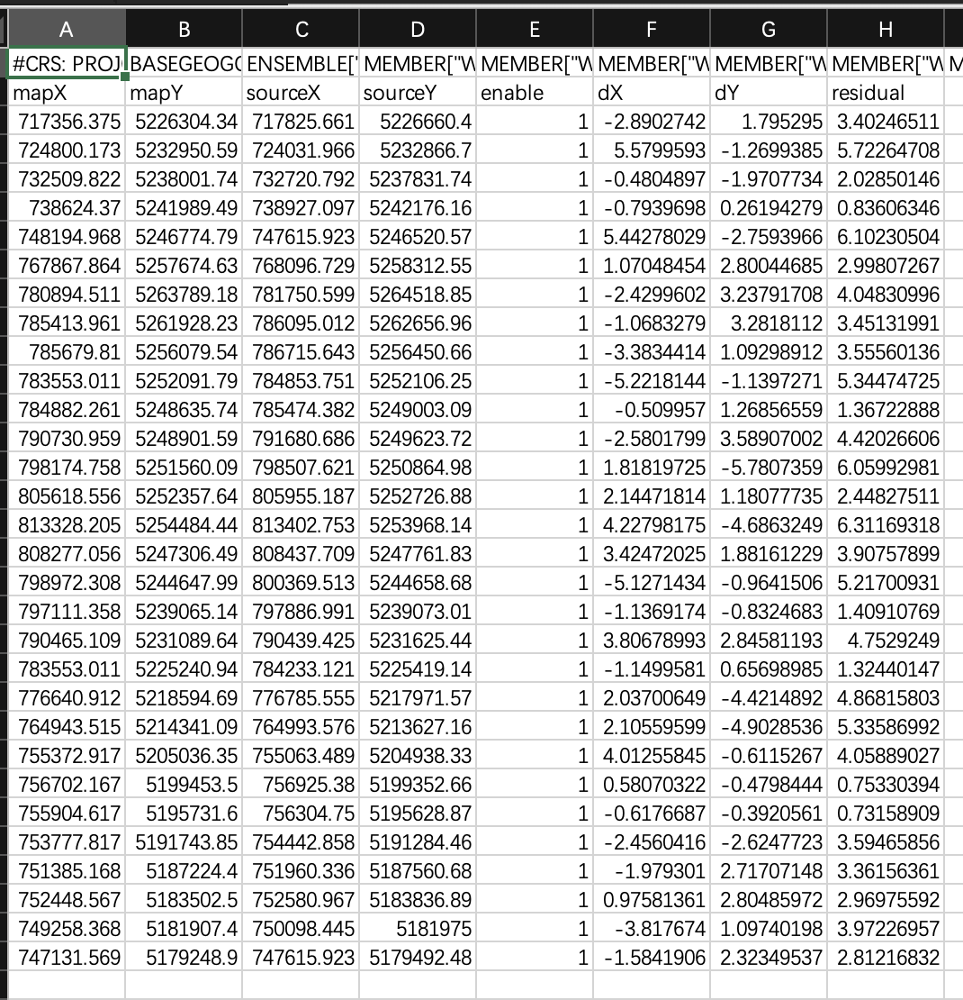 A B C D E F G H
#CRS: PROJ BASEGEOGC ENSEMBLE[" MEMBER["W MEMBER["W MEMBER["W MEMBER["W MEMBER["W M
mapX mapY sourceX sourceY enable dX dY residual
717356.375 5226304.34 717825.661 5226660.4 1 -2.8902742 1.795295 3.40246511
724800.173 5232950.59 724031.966 5232866.7 1 5.5799593 -1.2699385 5.72264708
732509.822 5238001.74 732720.792 5237831.74 1 -0.4804897 -1.9707734 2.02850146
738624.37 5241989.49 738927.097 5242176.16 1 -0.7939698 0.26194279 0.83606346
748194.968 5246774.79 747615.923 5246520.57 1 5.44278029 -2.7593966 6.10230504
767867.864 5257674.63 768096.729 5258312.55 1 1.07048454 2.80044685 2.99807267
780894.511 5263789.18 781750.599 5264518.85 1 -2.4299602 3.23791708 4.04830996
785413.961 5261928.23 786095.012 5262656.96 1 -1.0683279 3.2818112 3.45131991
785679.81 5256079.54 786715.643 5256450.66 1 -3.3834414 1.09298912 3.55560136
783553.011 5252091.79 784853.751 5252106.25 1 -5.2218144 -1.1397271 5.34474725
784882.261 5248635.74 785474.382 5249003.09 1 -0.509957 1.26856559 1.36722888
790730.959 5248901.59 791680.686 5249623.72 1 -2.5801799 3.58907002 4.42026606
798174.758 5251560.09 798507.621 5250864.98 1 1.81819725 -5.7807359 6.05992981
805618.556 5252357.64 805955.187 5252726.88 1 2.14471814 1.18077735 2.44827511
813328.205 5254484.44 813402.753 5253968.14 1 4.22798175 -4.6863249 6.31169318
808277.056 5247306.49 808437.709 5247761.83 1 3.42472025 1.88161229 3.90757899
798972.308 5244647.99 800369.513 5244658.68 1 -5.1271434 -0.9641506 5.21700931
797111.358 5239065.14 797886.991 5239073.01 1 -1.1369174 -0.8324683 1.40910769
790465.109 5231089.64 790439.425 5231625.44 1 3.80678993 2.84581193 4.7529249
783553.011 5225240.94 784233.121 5225419.14 1 -1.1499581 0.65698985 1.32440147
776640.912 5218594.69 776785.555 5217971.57 1 2.03700649 -4.4214892 4.86815803
764943.515 5214341.09 764993.576 5213627.16 1 2.10559599 -4.9028536 5.33586992
755372.917 5205036.35 755063.489 5204938.33 1 4.01255845 -0.6115267 4.05889027
756702.167 5199453.5 756925.38 5199352.66 1 0.58070322 -0.4798444 0.75330394
755904.617 5195731.6 756304.75 5195628.87 1 -0.6176687 -0.3920561 0.73158909
753777.817 5191743.85 754442.858 5191284.46 1 -2.4560416 -2.6247723 3.59465856
751385.168 5187224.4 751960.336 5187560.68 1 -1.979301 2.71707148 3.36156361
752448.567 5183502.5 752580.967 5183836.89 1 0.97581361 2.80485972 2.96975592
749258.368 5181907.4 750098.445 5181975 1 -3.817674 1.09740198 3.97226957
747131.569 5179248.9 747615.923 5179492.48 1 -1.5841906 2.32349537 2.81216832